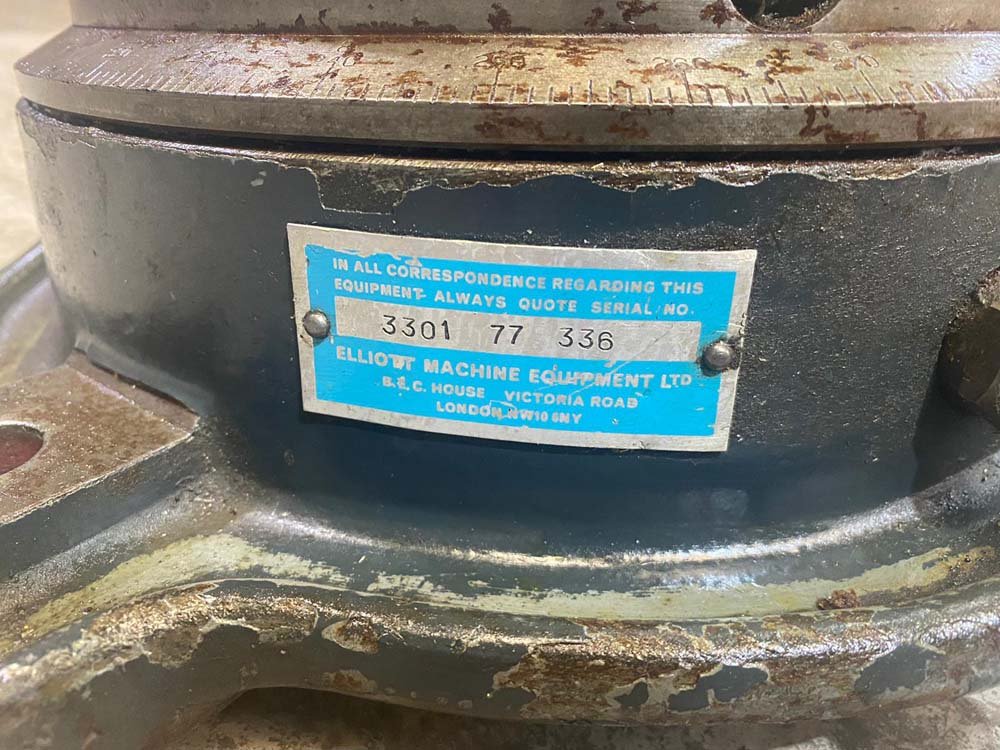 IN ALL CORRESPONDENCE REGARDING THIS
EQUIPMENT ALWAYS QUOTE SERIAL NO.
3301 77 336
ELLIOTT MACHINE EQUIPMENT LTD
B.E.C. HOUSE VICTORIA ROAD
LONDON NW10 6NY